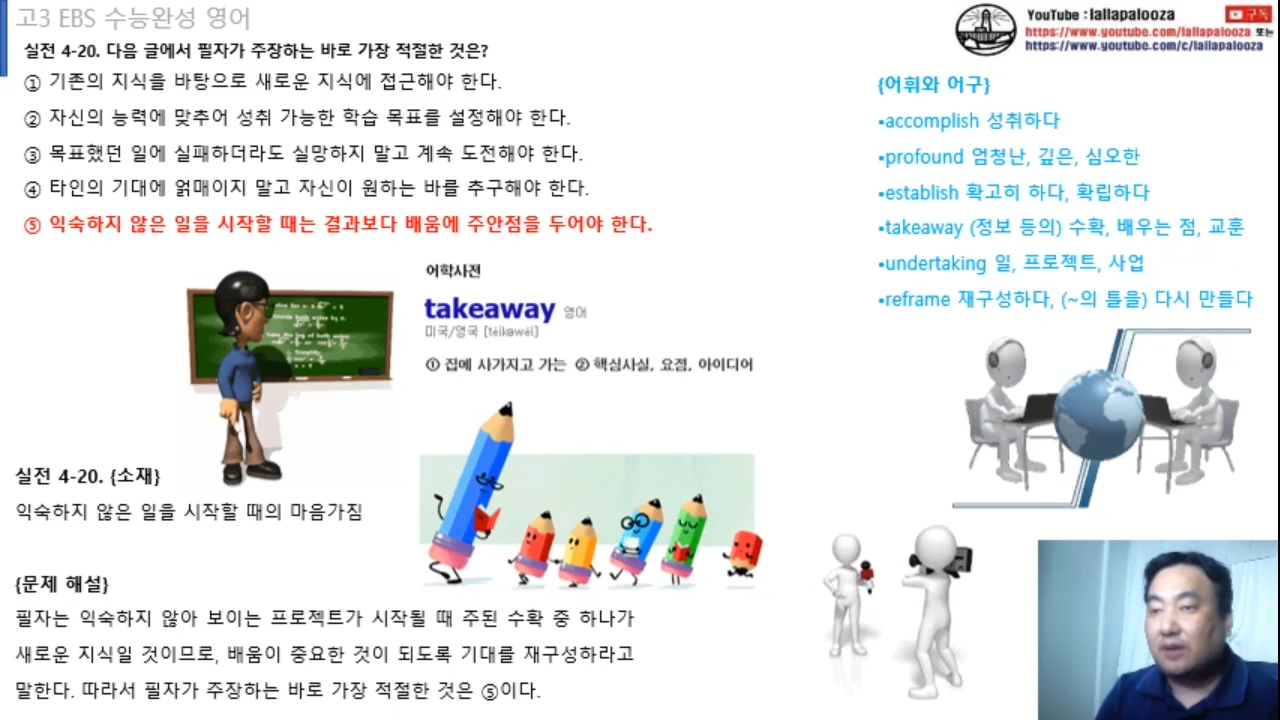 고3 EBS 수능완성 영어
실전 4-20. 다음 글에서 필자가 주장하는 바로 가장 적절한 것은?
① 기존의 지식을 바탕으로 새로운 지식에 접근해야 한다.
② 자신의 능력에 맞추어 성취 가능한 학습 목표를 설정해야 한다.
③ 목표했던 일에 실패하더라도 실망하지 말고 계속 도전해야 한다.
④ 타인의 기대에 얽매이지 말고 자신이 원하는 바를 추구해야 한다.
⑤ 익숙하지 않은 일을 시작할 때는 결과보다 배움에 주안점을 두어야 한다.
YouTube : lallapalooza
구독
https://www.youtube.com/lallapalooza 또는
https://www.youtube.com/c/lallapalooza
{어휘와 어구}
•accomplish 성취하다
•profound 엄청난, 깊은, 심오한
•establish 확고히 하다, 확립하다
•takeaway (정보 등의) 수확, 배우는 점, 교훈
•undertaking 일, 프로젝트, 사업
•reframe 재구성하다, (~의 틀을) 다시 만들다
어학사전
takeaway 영어
미국/영국 [téikəwèi]
① 집에 사가지고 가는 ② 핵심사실, 요점, 아이디어
실전 4-20. {소재}
익숙하지 않은 일을 시작할 때의 마음가짐
{문제 해설}
필자는 익숙하지 않아 보이는 프로젝트가 시작될 때 주된 수확 중 하나가
새로운 지식일 것이므로, 배움이 중요한 것이 되도록 기대를 재구성하라고
말한다. 따라서 필자가 주장하는 바로 가장 적절한 것은 ⑤이다.